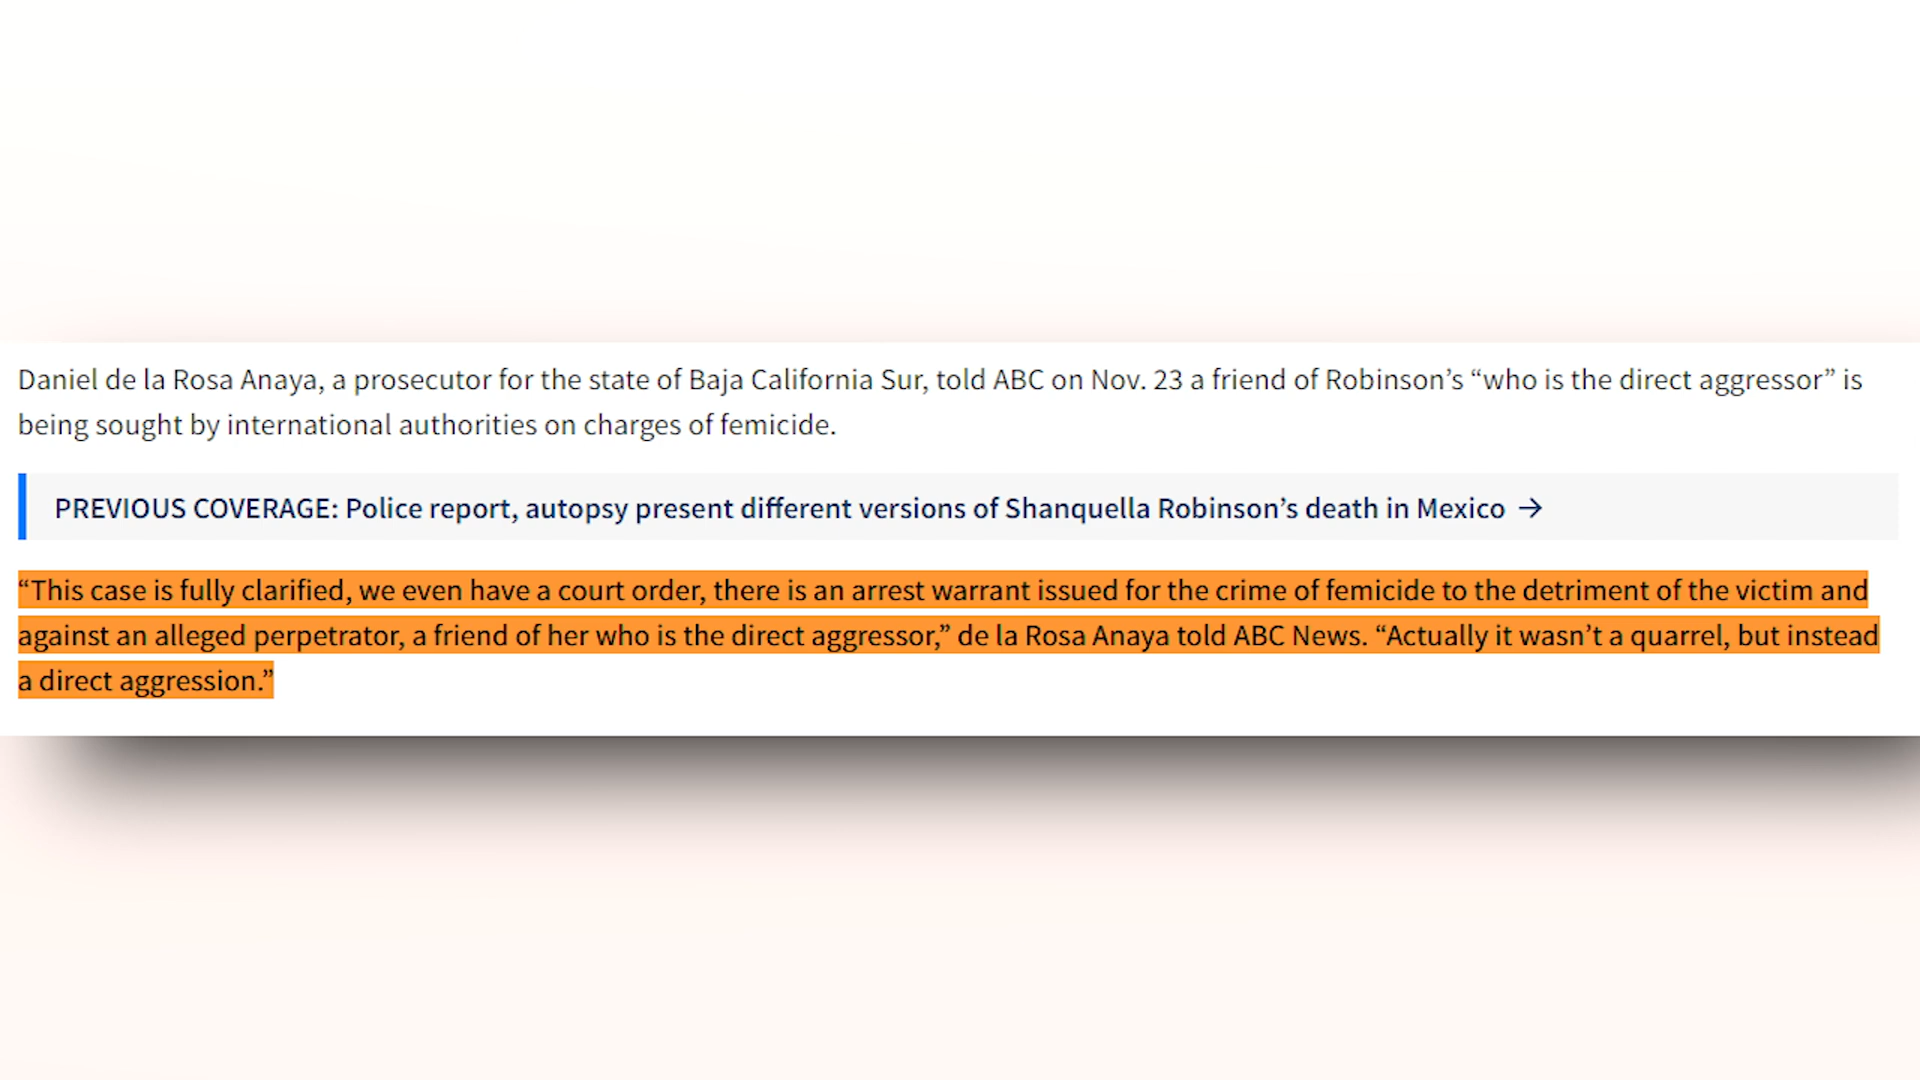 Daniel de la Rosa Anaya, a prosecutor for the state of Baja California Sur, told ABC on Nov. 23 a friend of Robinson’s “who is the direct aggressor” is
being sought by international authorities on charges of femicide.
PREVIOUS COVERAGE: Police report, autopsy present different versions of Shanquella Robinson’s death in Mexico →
“This case is fully clarified, we even have a court order, there is an arrest warrant issued for the crime of femicide to the detriment of the victim and
against an alleged perpetrator, a friend of her who is the direct aggressor,” de la Rosa Anaya told ABC News. “Actually it wasn’t a quarrel, but instead
a direct aggression.”